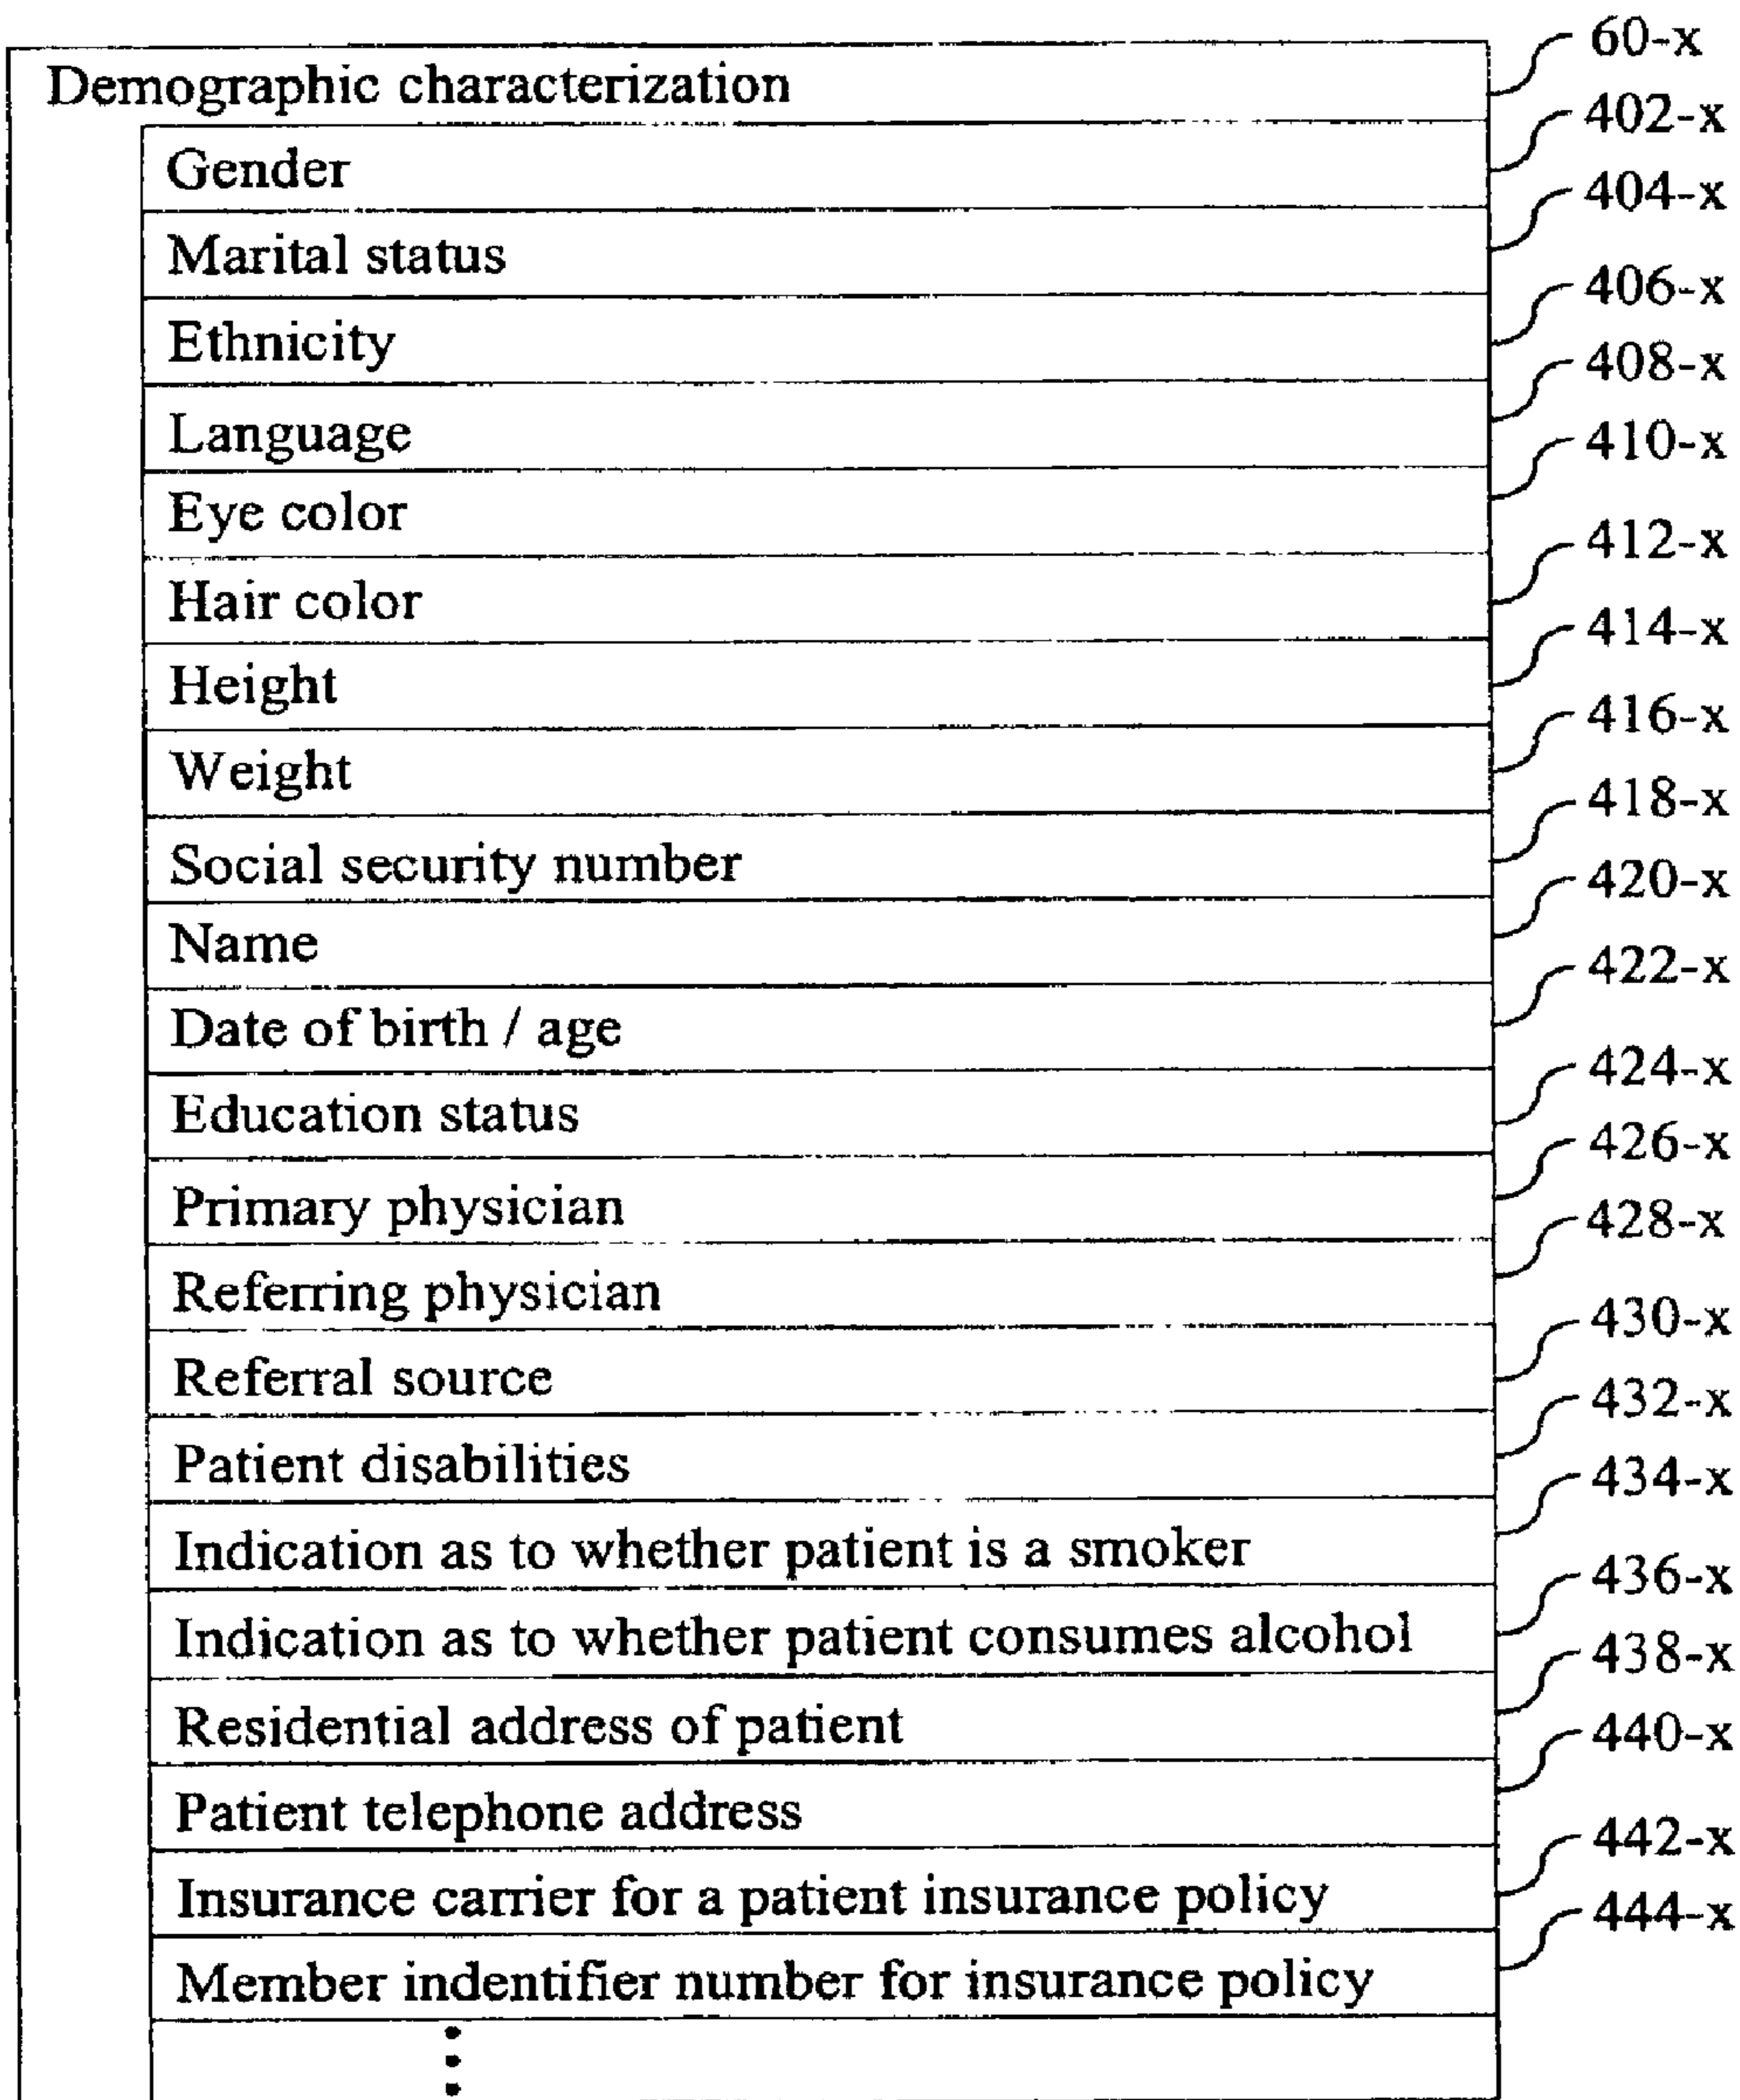 Demographic characterization 60-x
Gender 402-x
Marital status 404-x
Ethnicity 406-x
Language 408-x
Eye color 410-x
Hair color 412-x
Height 414-x
Weight 416-x
Social security number 418-x
Name 420-x
Date of birth / age 422-x
Education status 424-x
Primary physician 426-x
Referring physician 428-x
Referral source 430-x
Patient disabilities 432-x
Indication as to whether patient is a smoker 434-x
Indication as to whether patient consumes alcohol 436-x
Residential address of patient 438-x
Patient telephone address 440-x
Insurance carrier for a patient insurance policy 442-x
Member indentifier number for insurance policy 444-x